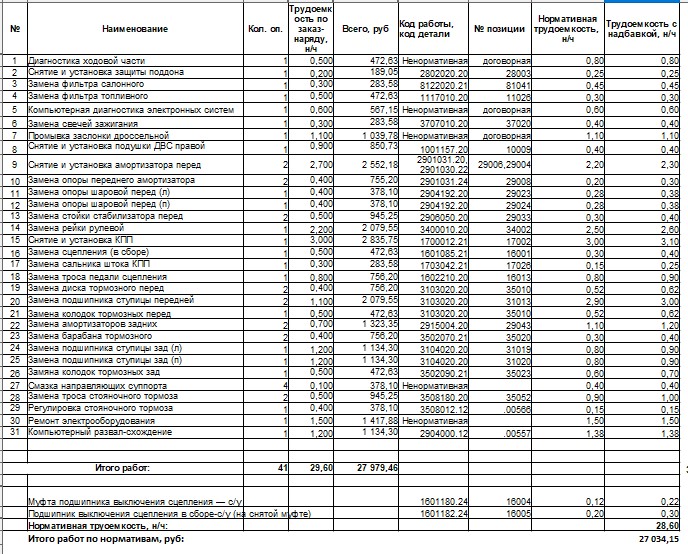 № Наименование Кол. оп. Трудоемкость по заказ-наряду, н/ч Всего, руб Код работы, код детали № позиции Нормативная трудоемкость, н/ч Трудоемкость с надбавкой, н/ч
1 Диагностика ходовой части 1 0,500 472,63 Ненормативная договорная 0,80 0,80
2 Снятие и установка защиты поддона 1 0,200 189,05 2802020.20 28003 0,25 0,25
3 Замена фильтра салонного 1 0,300 283,58 8122020.21 81041 0,45 0,45
4 Замена фильтра топливного 1 0,500 472,63 1117010.20 11026 0,30 0,30
5 Компьютерная диагностика электронных систем 1 0,600 567,15 Ненормативная договорная 0,60 0,60
6 Замена свечей зажигания 1 0,300 283,58 3707010.20 37020 0,40 0,40
7 Промывка заслонки дроссельной 1 1,100 1 039,78 Ненормативная договорная 1,10 1,10
8 Снятие и установка подушки ДВС правой 1 0,900 850,73 1001157.20 10009 0,40 0,40
9 Снятие и установка амортизатора перед 2 2,700 2 552,18 2901031.20, 2901030.22 29006,29004 2,20 2,30
10 Замена опоры переднего амортизатора 2 0,400 755,20 2901031.24 29008 0,20 0,30
11 Замена опоры шаровой перед (л) 1 0,400 378,10 2904192.20 29023 0,28 0,38
12 Замена опоры шаровой перед (п) 1 0,400 378,10 2904192.20 29024 0,28 0,38
13 Замена стойки стабилизатора перед 2 0,500 945,25 2906050.20 29033 0,30 0,40
14 Замена рейки рулевой 1 2,200 2 079,55 3400010.20 34002 2,50 2,60
15 Снятие и установка КПП 1 3,000 2 835,75 1700012.21 17002 3,00 3,10
16 Замена сцепления (в сборе) 1 0,500 472,63 1601085.21 16001 0,30 0,40
17 Замена сальника штока КПП 1 0,300 283,58 1703042.21 17026 0,15 0,25
18 Замена троса педали сцепления 1 0,800 756,20 1602210.20 16013 0,80 0,90
19 Замена диска тормозного перед 2 0,400 756,20 3103020.20 35010 0,52 0,62
20 Замена подшипника ступицы передней 2 1,100 2 079,55 3103020.20 31013 2,90 3,00
21 Замена колодок тормозных перед 1 0,500 472,63 3103020.20 35010 0,52 0,62
22 Замена амортизаторов задних 2 0,700 1 323,35 2915004.20 29043 1,10 1,20
23 Замена барабана тормозного 2 0,400 756,20 3502070.21 35020 0,30 0,40
24 Замена подшипника ступицы зад (л) 1 1,200 1 134,30 3104020.20 31019 0,80 0,90
25 Замена подшипника ступицы зад (п) 1 1,200 1 134,30 3104020.20 31020 0,80 0,90
26 Замяна колодок тормозных зад 1 0,500 472,63 3502090.21 35023 0,60 0,70
27 Смазка направляющих суппорта 4 0,100 378,10 Ненормативная 0,40 0,40
28 Замена троса стояночного тормоза 2 0,500 945,25 3508180.20 35052 0,90 1,00
29 Регулировка стояночного тормоза 1 0,400 378,10 3508012.12 .00566 0,15 0,15
30 Ремонт электрооборудования 1 1,500 1 417,88 Ненормативная 1,50 1,50
31 Компьютерный развал-схождение 1 1,200 1 134,30 2904000.12 .00557 1,38 1,38
Итого работ: 41 29,60 27 979,46
Муфта подшипника выключения сцепления — с/у 1601180.24 16004 0,12 0,22
Подшипник выключения сцепления в сборе-с/у (на снятой муфте) 1601182.24 16005 0,20 0,30
Нормативная труоемкость, н/ч: 28,60
Итого работ по нормативам, руб: 27 034,15